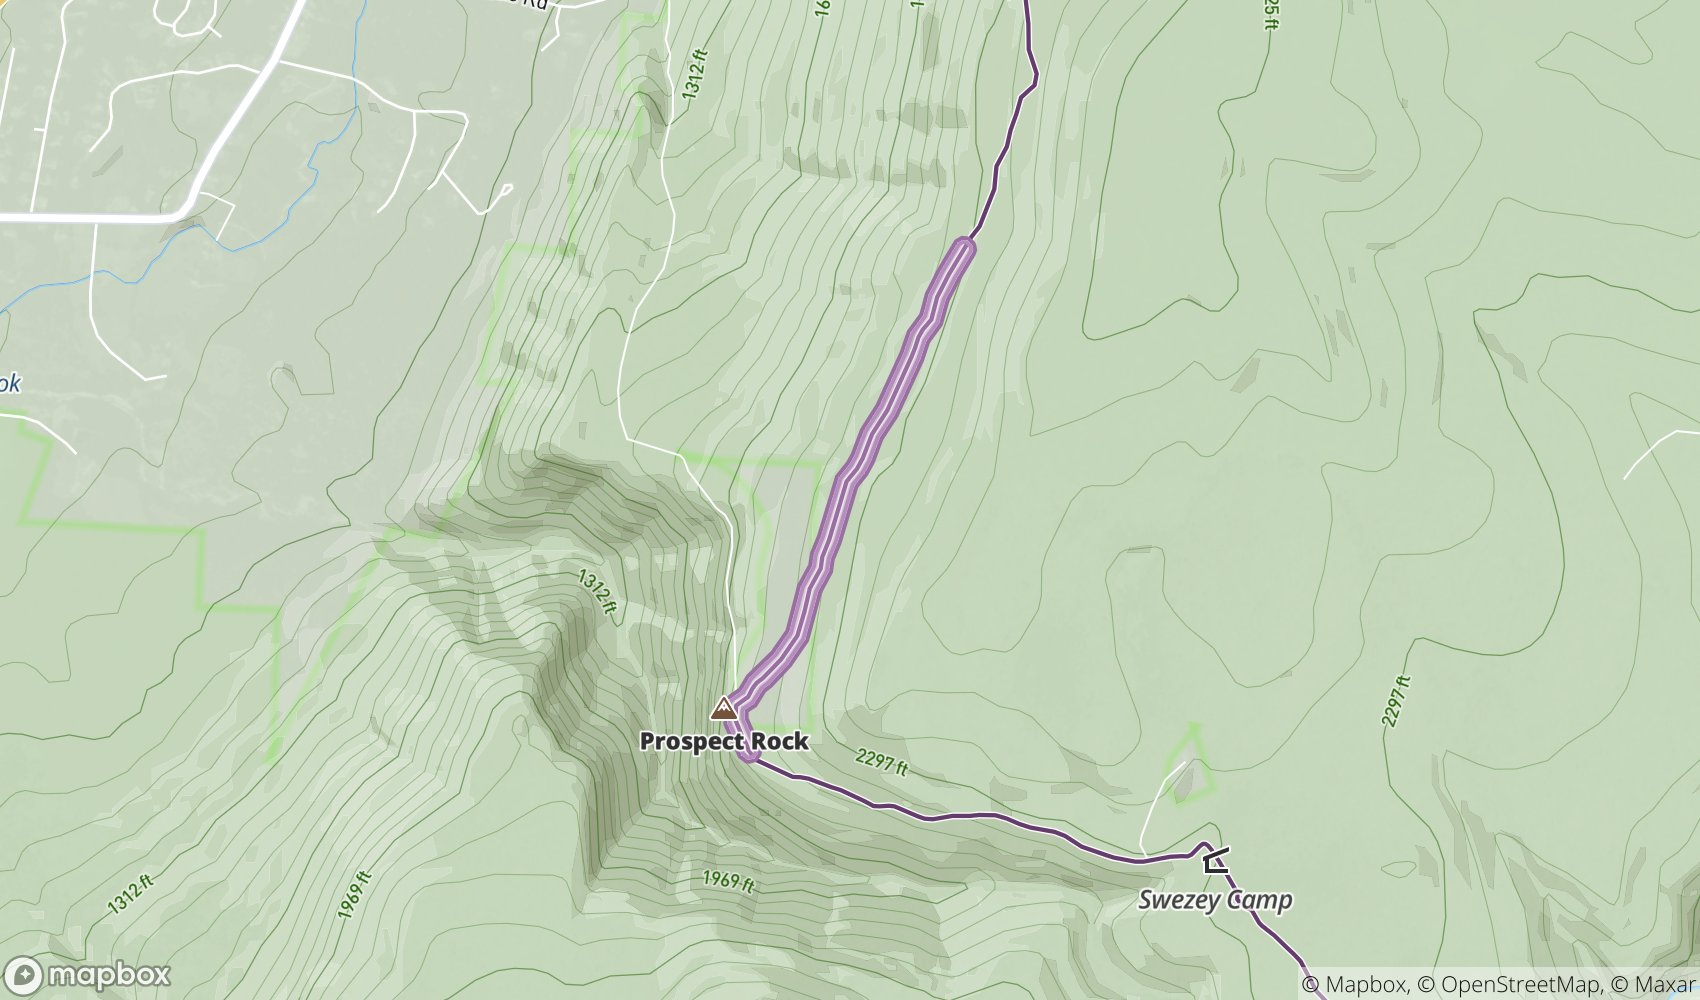 Rd
1312 ft
ok
1312 ft
Prospect Rock
2297 ft
2297 ft
1969 ft
1312 ft
1969 ft
Swezey Camp
mapbox
© Mapbox, © OpenStreetMap, © Maxar